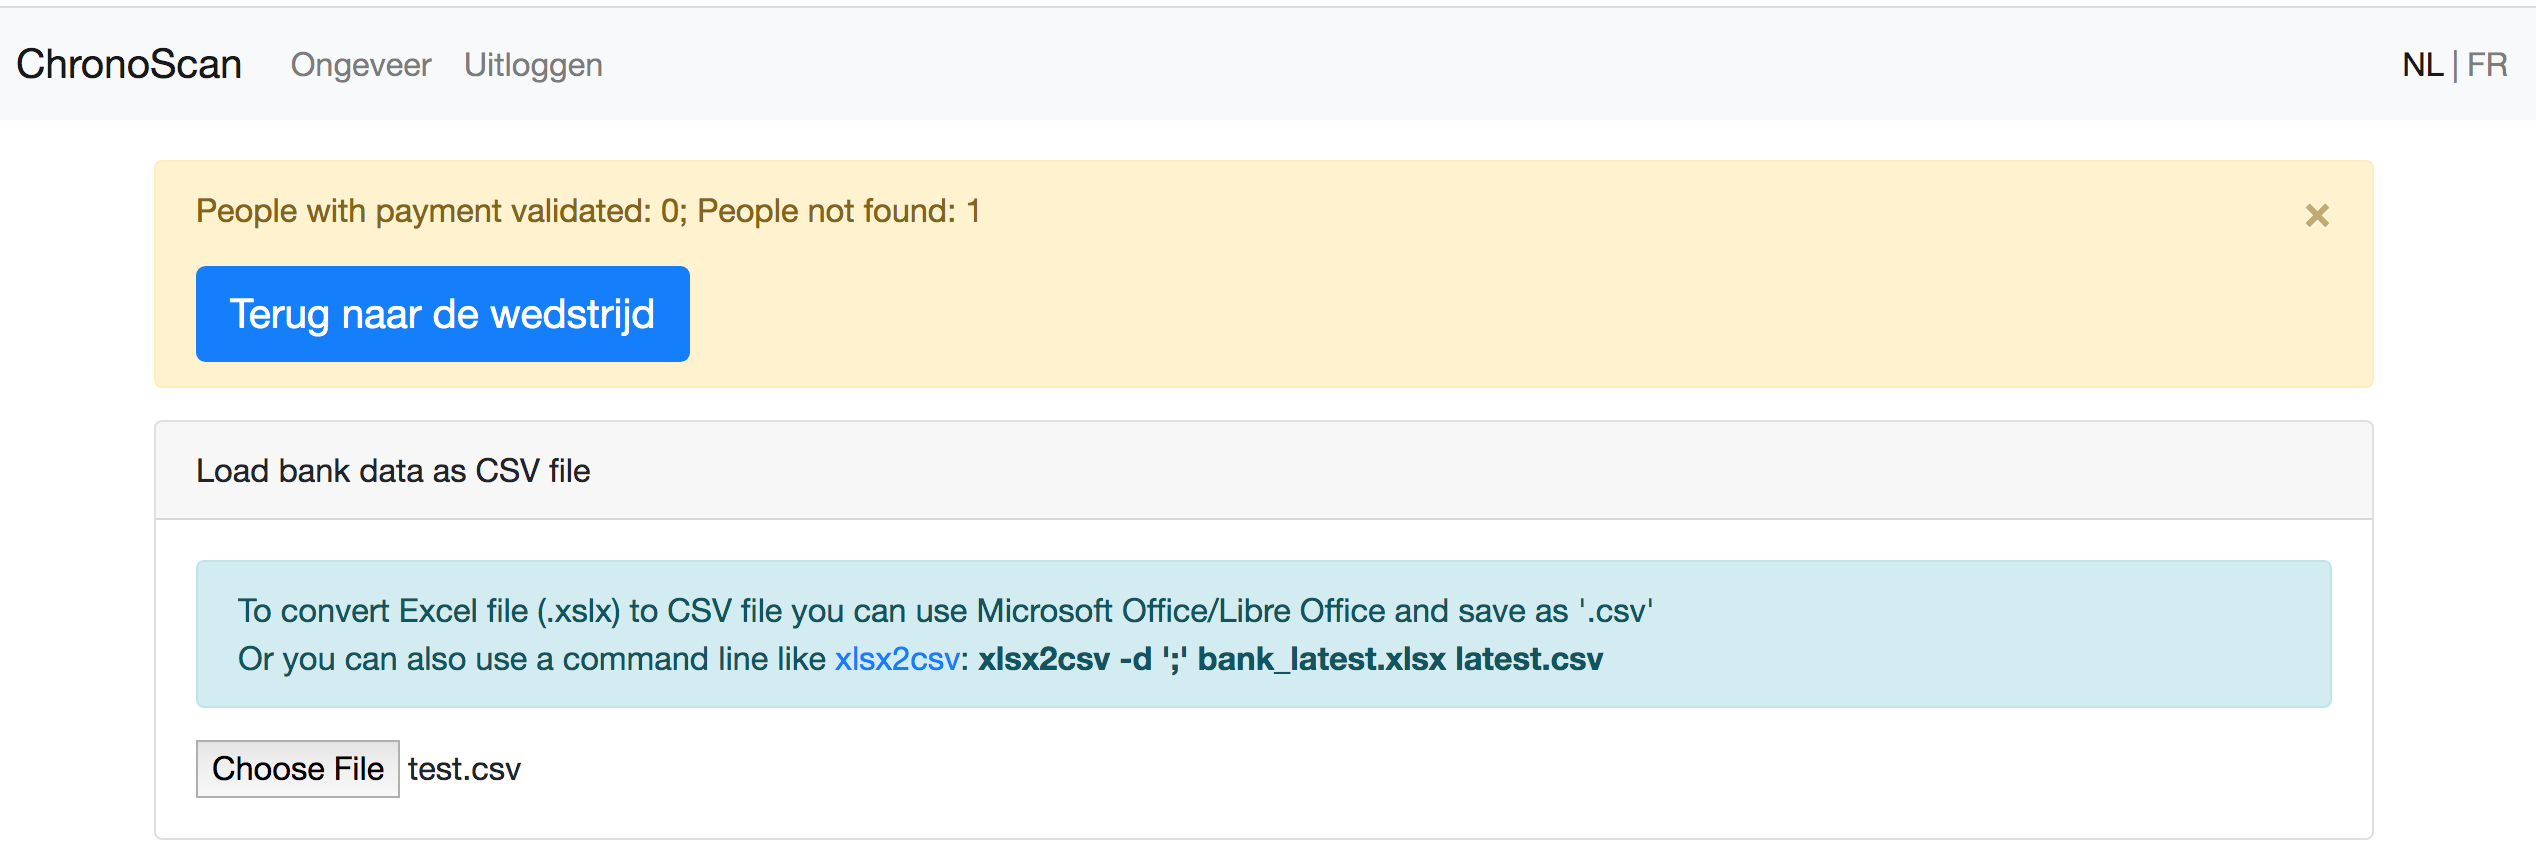 ChronoScan Ongeveer Uitloggen NL | FR
People with payment validated: 0; People not found: 1 ×
Terug naar de wedstrijd
Load bank data as CSV file
To convert Excel file (.xslx) to CSV file you can use Microsoft Office/Libre Office and save as '.csv'
Or you can also use a command line like xlsx2csv: xlsx2csv -d ';' bank_latest.xlsx latest.csv
Choose File test.csv